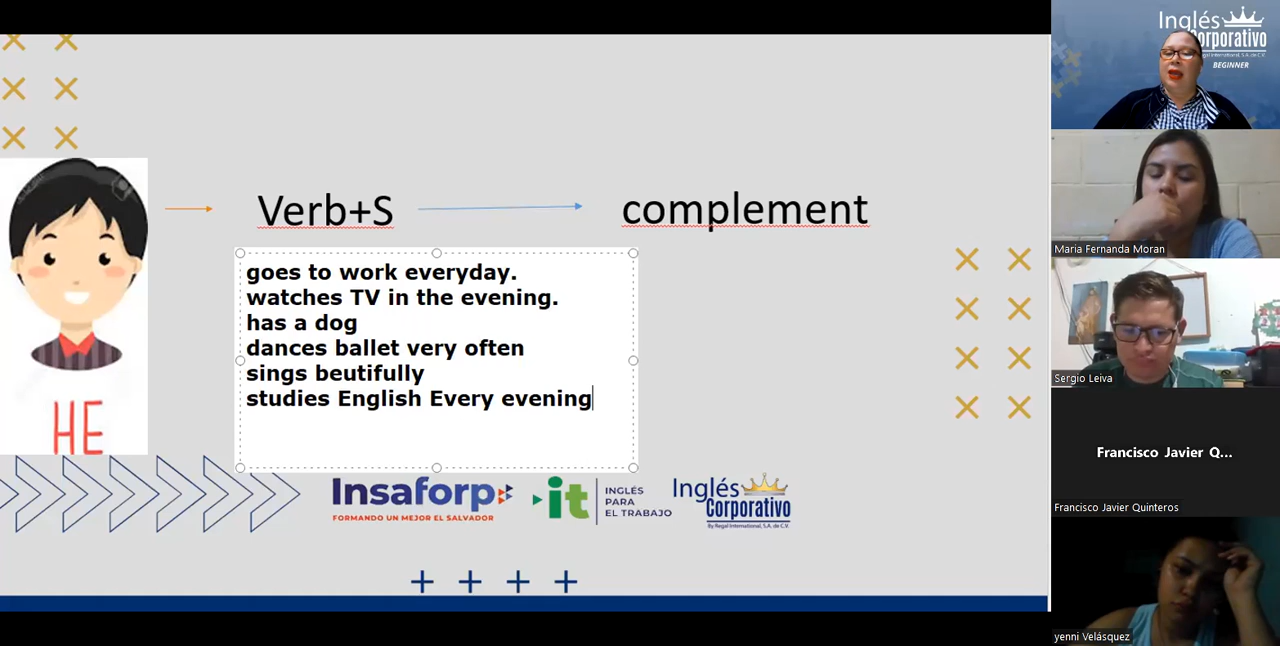 Verb+S
complement
goes to work everyday.
watches TV in the evening.
has a dog
dances ballet very often
sings beutifully
studies English Every evening
HE
Insaforp
FORMANDO UN MEJOR EL SALVADOR
it
INGLÉS
PARA
EL TRABAJO
Inglés
Corporativo
By Regal International, S.A. de C.V.
Inglés
Corporativo
BEGINNER
Maria Fernanda Moran
Sergio Leiva
Francisco Javier Q...
Francisco Javier Quinteros
yenni Velásquez